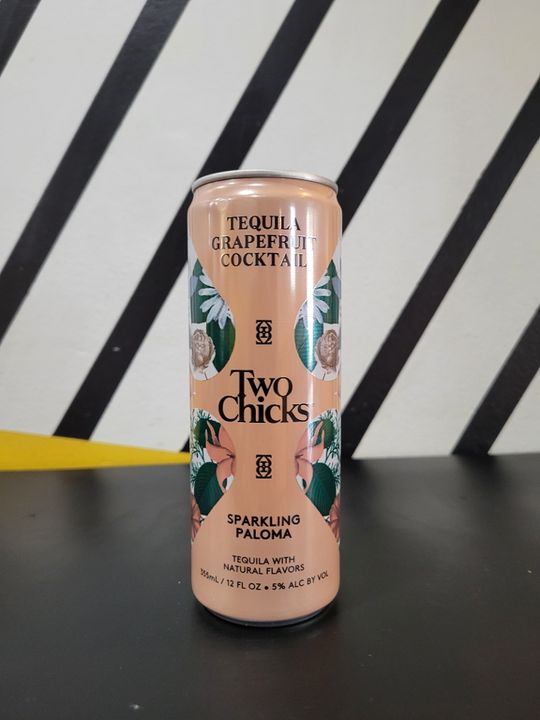 TEQUILA
GRAPEFRUIT
COCKTAIL
Two
Chicks
SPARKLING
PALOMA
TEQUILA WITH
NATURAL FLAVORS
355mL / 12 FL OZ • 5% ALC BY VOL